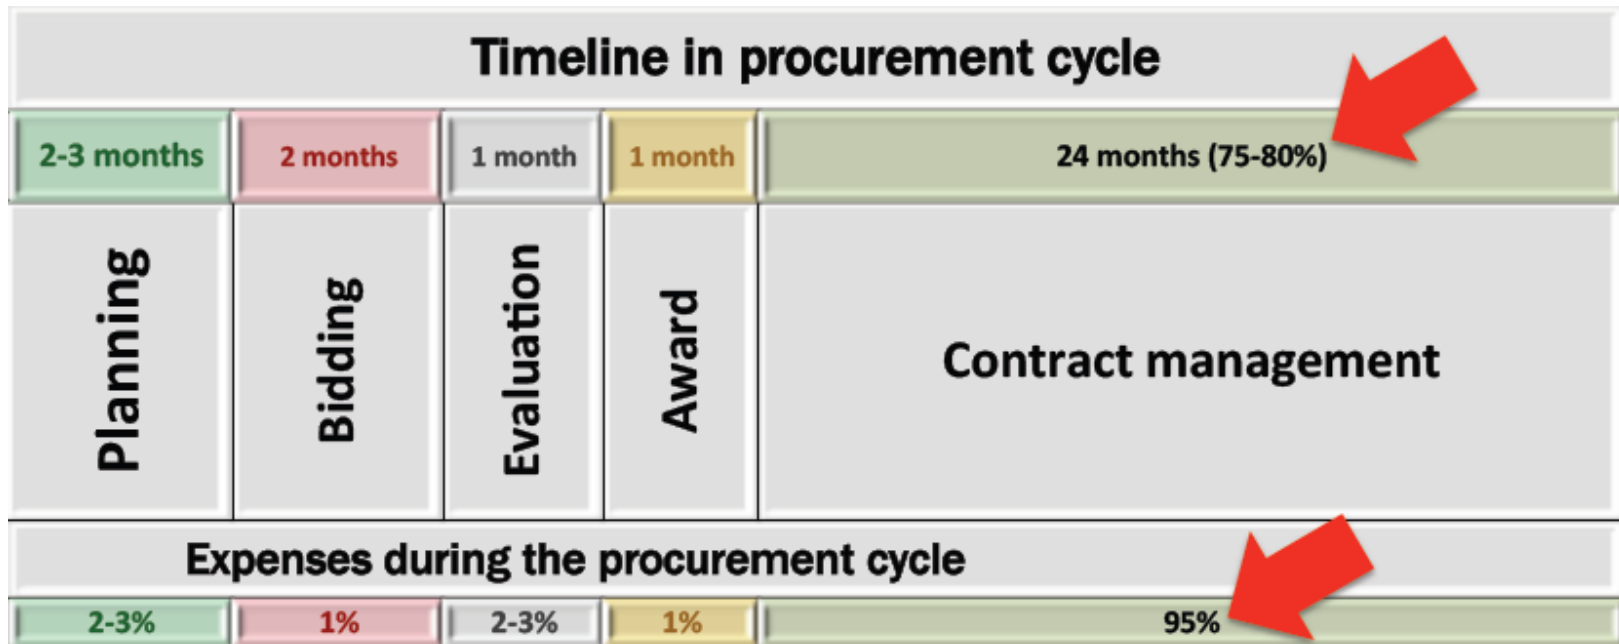 Timeline in procurement cycle
2-3 months 2 months 1 month 1 month 24 months (75-80%)
Planning Bidding Evaluation Award Contract management
Expenses during the procurement cycle
2-3% 1% 2-3% 1% 95%